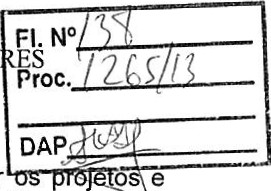 Fl. Nº 138
RES
Proc. 1265/13
DAP
os projetos e